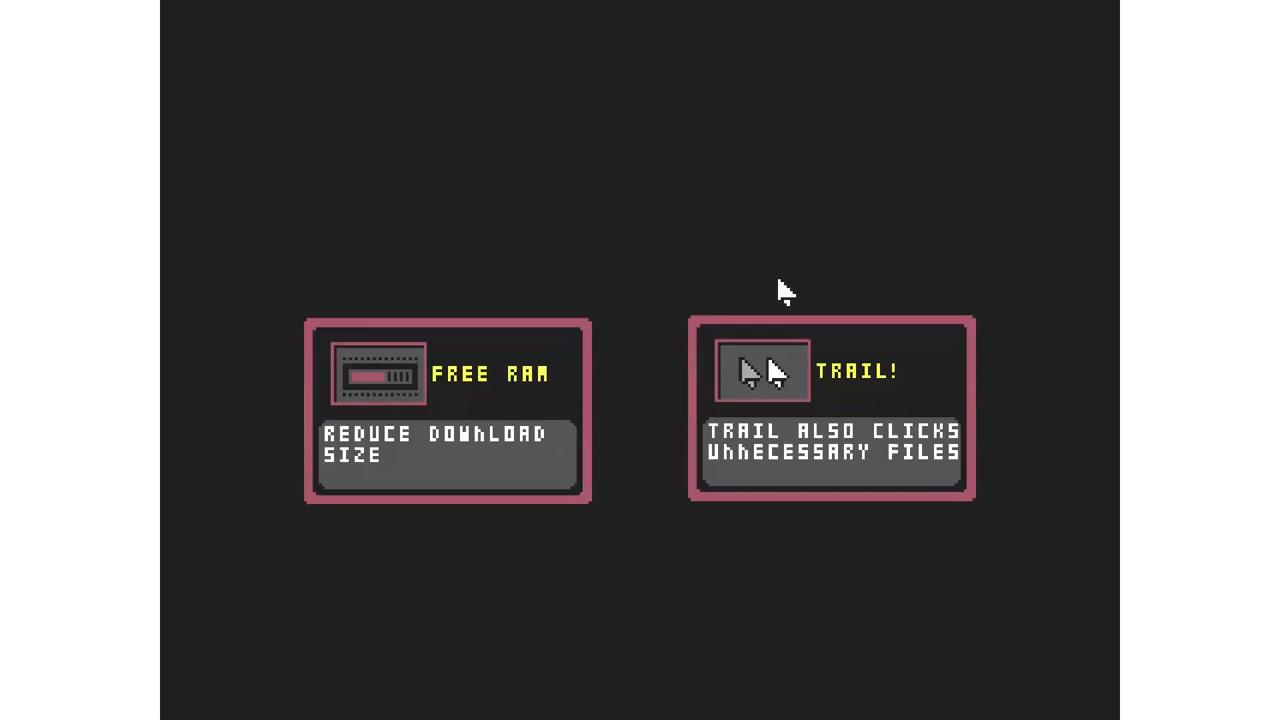 FREE RAM
REDUCE DOWNLOAD
SIZE
TRAIL!
TRAIL ALSO CLICKS
UNNECESSARY FILES